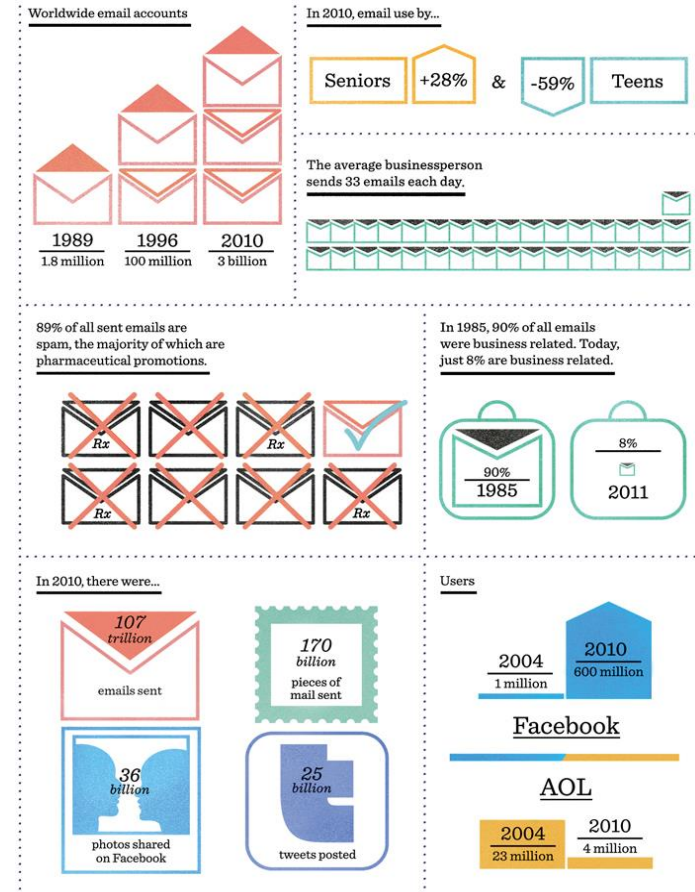 Worldwide email accounts
1989
1.8 million
1996
100 million
2010
3 billion
In 2010, email use by...
Seniors
+28%
&
-59%
Teens
The average businessperson
sends 33 emails each day.
89% of all sent emails are
spam, the majority of which are
pharmaceutical promotions.
Rx
Rx
Rx
Rx
In 1985, 90% of all emails
were business related. Today,
just 8% are business related.
90%
1985
8%
2011
In 2010, there were...
107
trillion
emails sent
170
billion
pieces of
mail sent
36
billion
photos shared
on Facebook
25
billion
tweets posted
Users
2004
1 million
2010
600 million
Facebook
AOL
2004
23 million
2010
4 million